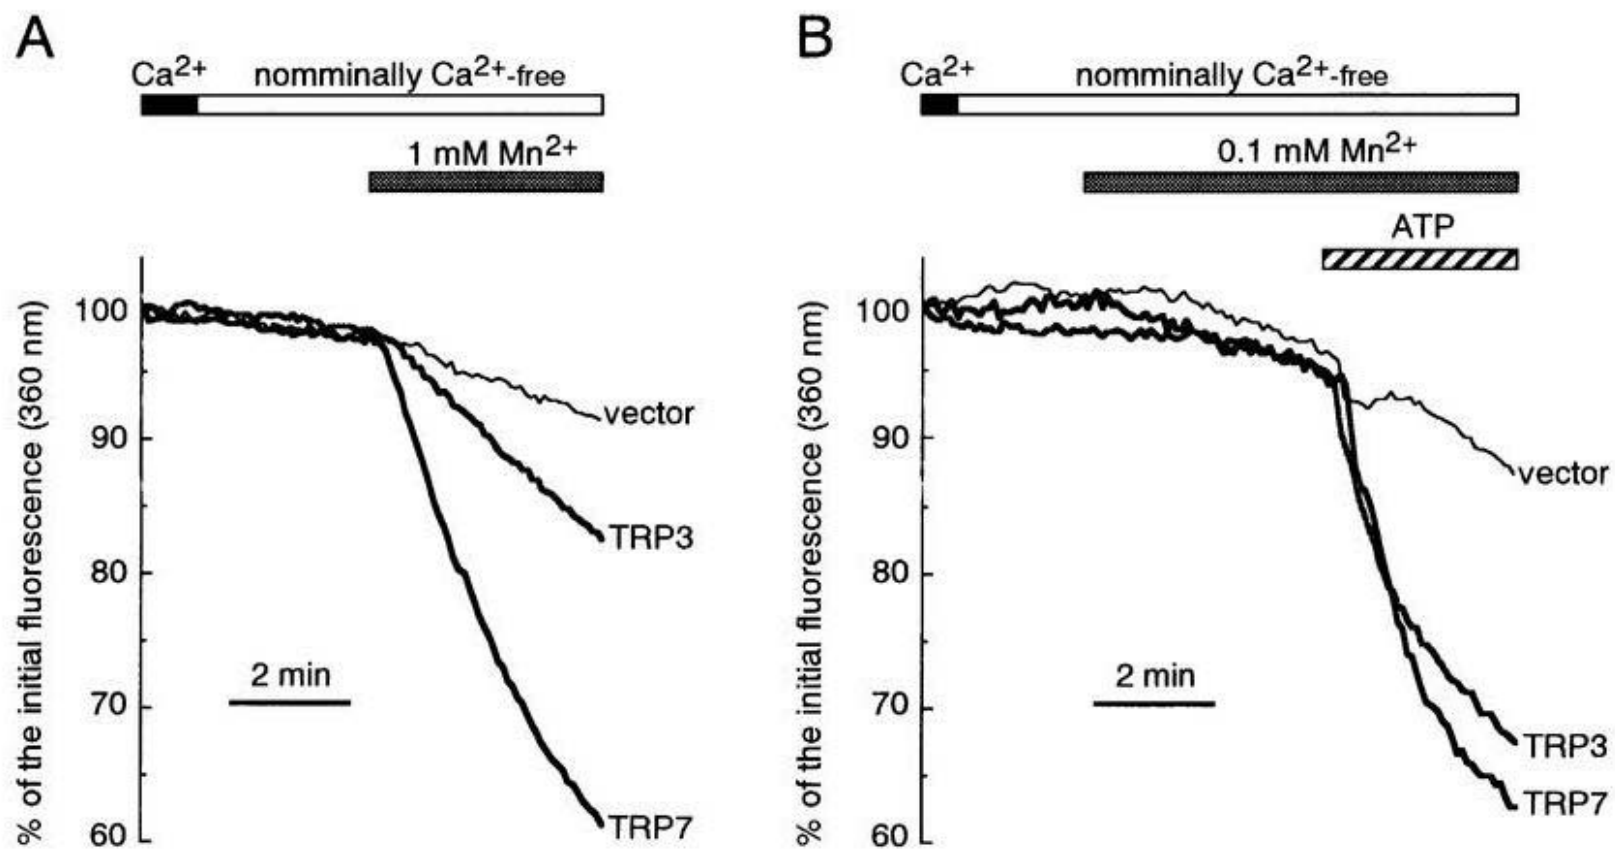 A
Ca2+ nomminally Ca2+-free
1 mM Mn2+
% of the initial fluorescence (360 nm)
100
90
80
70
60
2 min
vector
TRP3
TRP7
B
Ca2+ nomminally Ca2+-free
0.1 mM Mn2+
ATP
% of the initial fluorescence (360 nm)
100
90
80
70
60
2 min
vector
TRP3
TRP7